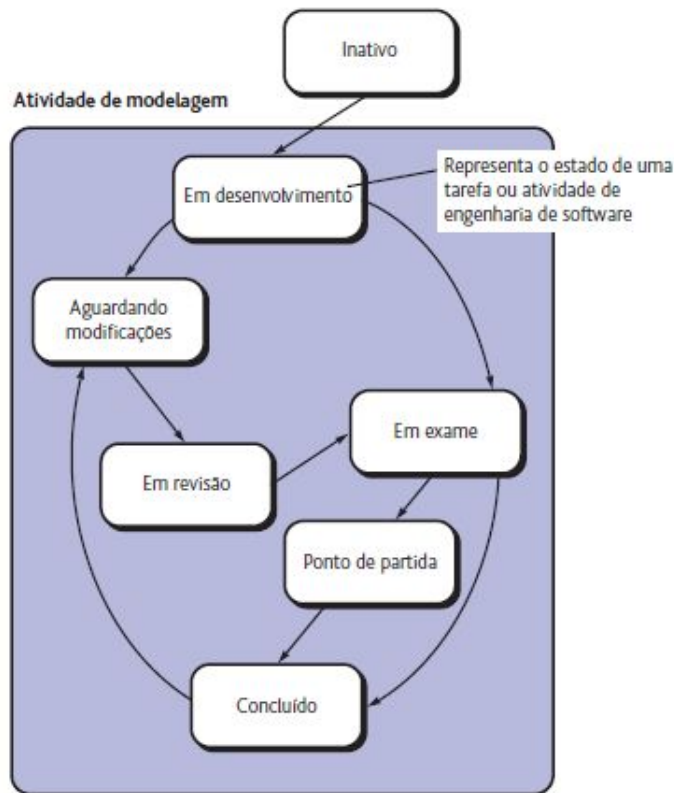 Inativo
Atividade de modelagem
Em desenvolvimento
Representa o estado de uma
tarefa ou atividade de
engenharia de software
Aguardando
modificações
Em exame
Em revisão
Ponto de partida
Concluído